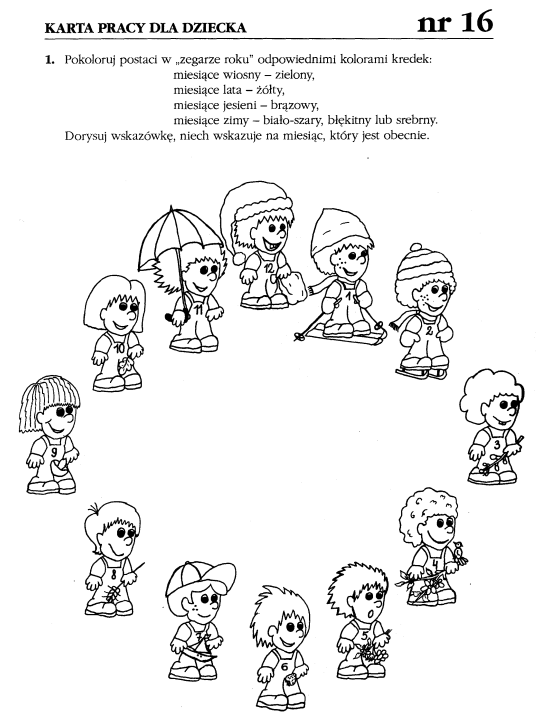 KARTA PRACY DLA DZIECKA nr 16
1. Pokoloruj postaci w „zegarze roku" odpowiednimi kolorami kredek:
miesiące wiosny – zielony,
miesiące lata – żółty,
miesiące jesieni – brązowy,
miesiące zimy – biało-szary, błękitny lub srebrny.
Dorysuj wskazówkę, niech wskazuje na miesiąc, który jest obecnie.
12
1
11
2
10
3
9
4
8
5
7
6